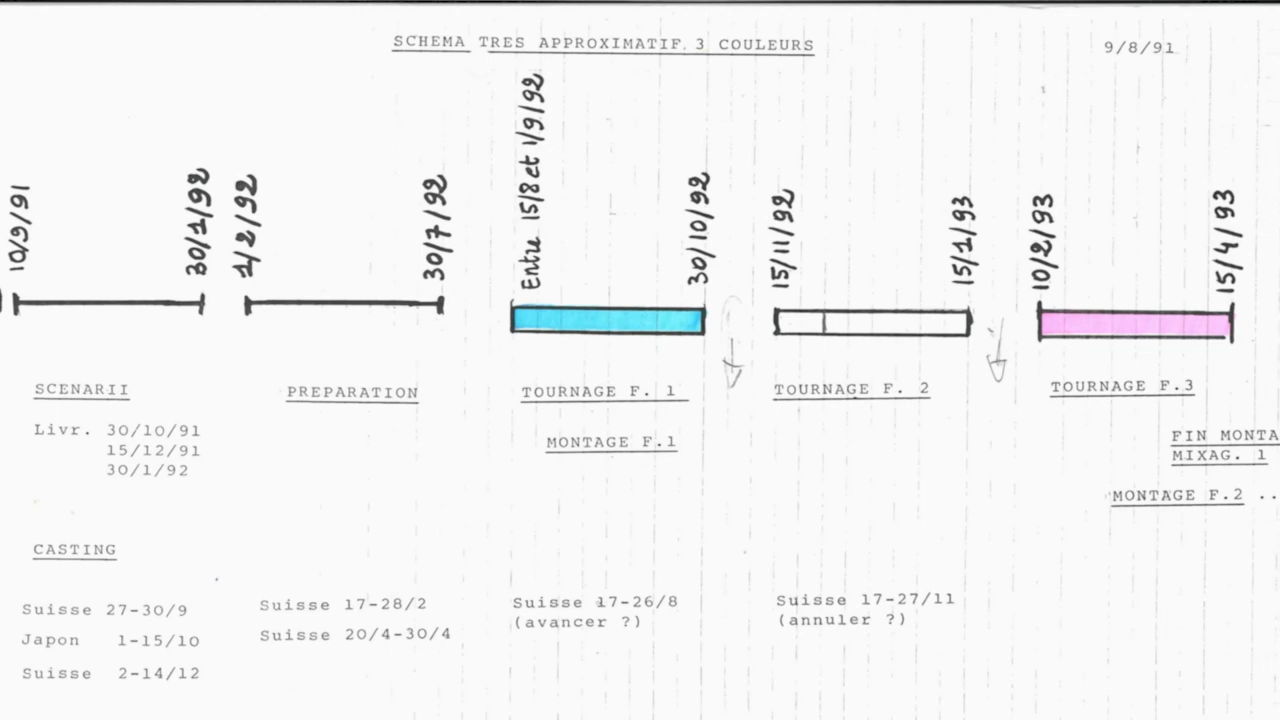 SCHEMA TRES APPROXIMATIF 3 COULEURS
9/8/91
10/9/91
30/1/92
1/2/92
30/7/92
Entre 15/8 et 1/9/92
30/10/92
15/11/92
15/1/93
10/2/93
15/4/93
SCENARII
PREPARATION
TOURNAGE F. 1
TOURNAGE F. 2
TOURNAGE F.3
Livr. 30/10/91
15/12/91
30/1/92
MONTAGE F.1
FIN MONTA
MIXAG. 1
MONTAGE F.2 ..
CASTING
Suisse 27-30/9
Japon 1-15/10
Suisse 2-14/12
Suisse 17-28/2
Suisse 20/4-30/4
Suisse 17-26/8
(avancer ?)
Suisse 17-27/11
(annuler ?)